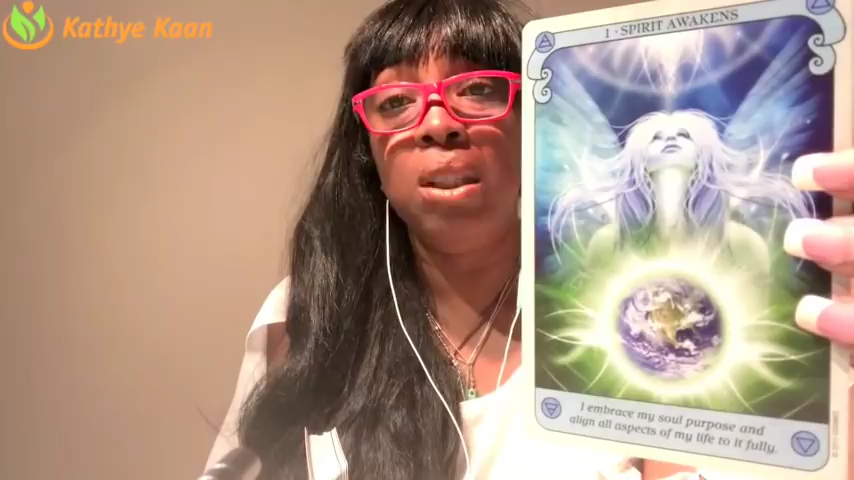 Kathye Kaan
1 · SPIRIT AWAKENS
I embrace my soul purpose and
align all aspects of my life to it fully.